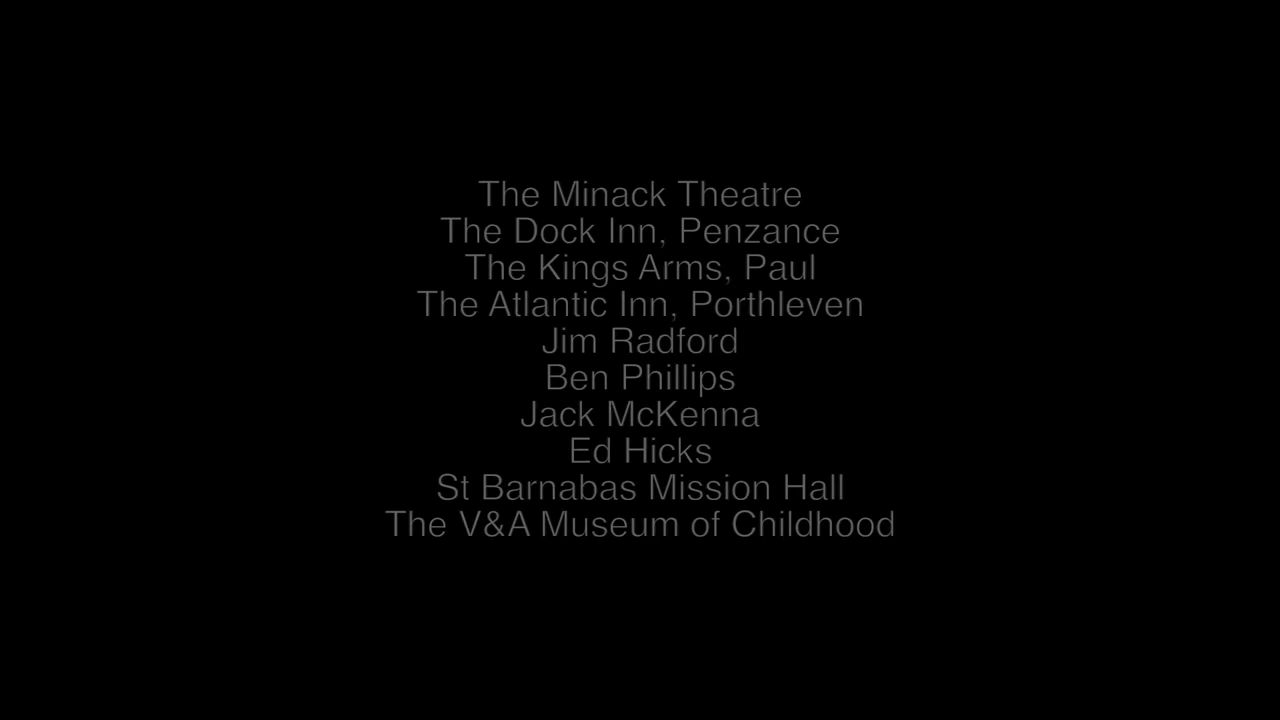 The Minack Theatre
The Dock Inn, Penzance
The Kings Arms, Paul
The Atlantic Inn, Porthleven
Jim Radford
Ben Phillips
Jack McKenna
Ed Hicks
St Barnabas Mission Hall
The V&A Museum of Childhood